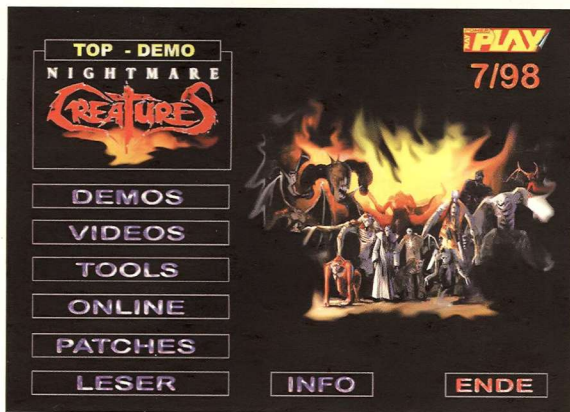 TOP - DEMO
NIGHTMARE
CREATURES
DEMOS
VIDEOS
TOOLS
ONLINE
PATCHES
LESER
PLAY
7/98
INFO
ENDE